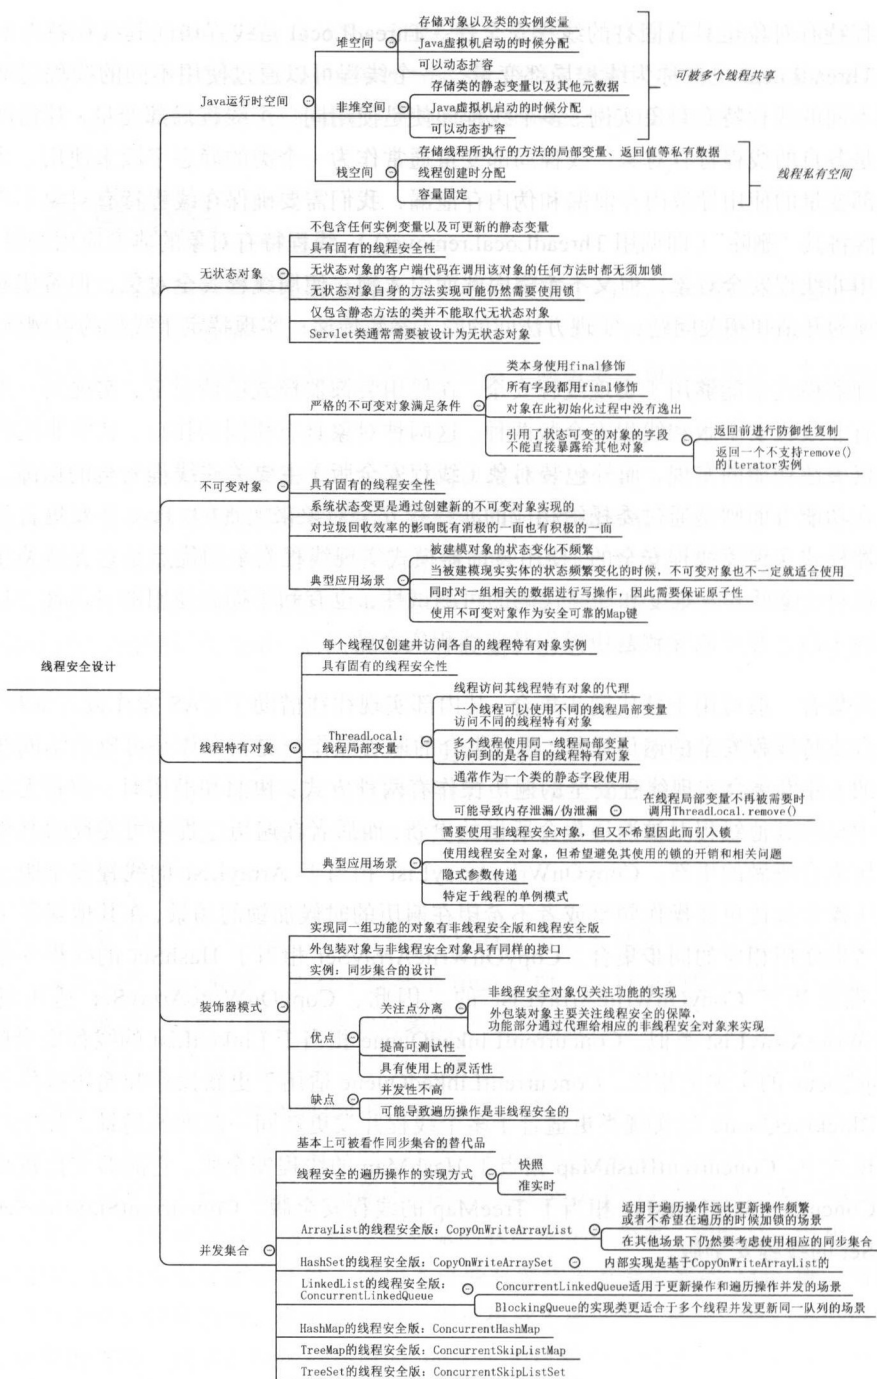 线程安全设计
Java运行时空间
堆空间
存储对象以及类的实例变量
Java虚拟机启动的时候分配
可以动态扩容
非堆空间
存储类的静态变量以及其他元数据
Java虚拟机启动的时候分配
可以动态扩容
可被多个线程共享
栈空间
存储线程所执行的方法的局部变量、返回值等私有数据
线程创建时分配
容量固定
线程私有空间
无状态对象
不包含任何实例变量以及可更新的静态变量
具有固有的线程安全性
无状态对象的客户端代码在调用该对象的任何方法时都无须加锁
无状态对象自身的方法实现可能仍然需要使用锁
仅包含静态方法的类并不能取代无状态对象
Servlet类通常需要被设计为无状态对象
不可变对象
严格的不可变对象满足条件
类本身使用final修饰
所有字段都用final修饰
对象在此初始化过程中没有逸出
引用了状态可变的对象的字段
不能直接暴露给其他对象
返回前进行防御性复制
返回一个不支持remove()
的Iterator实例
具有固有的线程安全性
系统状态变更是通过创建新的不可变对象实现的
对垃圾回收效率的影响既有消极的一面也有积极的一面
典型应用场景
被建模对象的状态变化不频繁
当被建模现实实体的状态频繁变化的时候，不可变对象也不一定就适合使用
同时对一组相关的数据进行写操作，因此需要保证原子性
使用不可变对象作为安全可靠的Map键
线程特有对象
每个线程仅创建并访问各自的线程特有对象实例
具有固有的线程安全性
ThreadLocal：
线程局部变量
线程访问其线程特有对象的代理
一个线程可以使用不同的线程局部变量
访问不同的线程特有对象
多个线程使用同一线程局部变量
访问到的是各自的线程特有对象
通常作为一个类的静态字段使用
可能导致内存泄漏/伪泄漏
在线程局部变量不再被需要时
调用ThreadLocal.remove()
典型应用场景
需要使用非线程安全对象，但又不希望因此而引入锁
使用线程安全对象，但希望避免其使用的锁的开销和相关问题
隐式参数传递
特定于线程的单例模式
装饰器模式
实现同一组功能的对象有非线程安全版和线程安全版
外包装对象与非线程安全对象具有同样的接口
实例：同步集合的设计
优点
关注点分离
非线程安全对象仅关注功能的实现
外包装对象主要关注线程安全的保障，
功能部分通过代理给相应的非线程安全对象来实现
提高可测试性
具有使用上的灵活性
缺点
并发性不高
可能导致遍历操作是非线程安全的
并发集合
基本上可被看作同步集合的替代品
线程安全的遍历操作的实现方式
快照
准实时
ArrayList的线程安全版：CopyOnWriteArrayList
适用于遍历操作远比更新操作频繁
或者不希望在遍历的时候加锁的场景
在其他场景下仍然要考虑使用相应的同步集合
HashSet的线程安全版：CopyOnWriteArraySet
内部实现是基于CopyOnWriteArrayList的
LinkedList的线程安全版：
ConcurrentLinkedQueue
ConcurrentLinkedQueue适用于更新操作和遍历操作并发的场景
BlockingQueue的实现类更适合于多个线程并发更新同一队列的场景
HashMap的线程安全版：ConcurrentHashMap
TreeMap的线程安全版：ConcurrentSkipListMap
TreeSet的线程安全版：ConcurrentSkipListSet